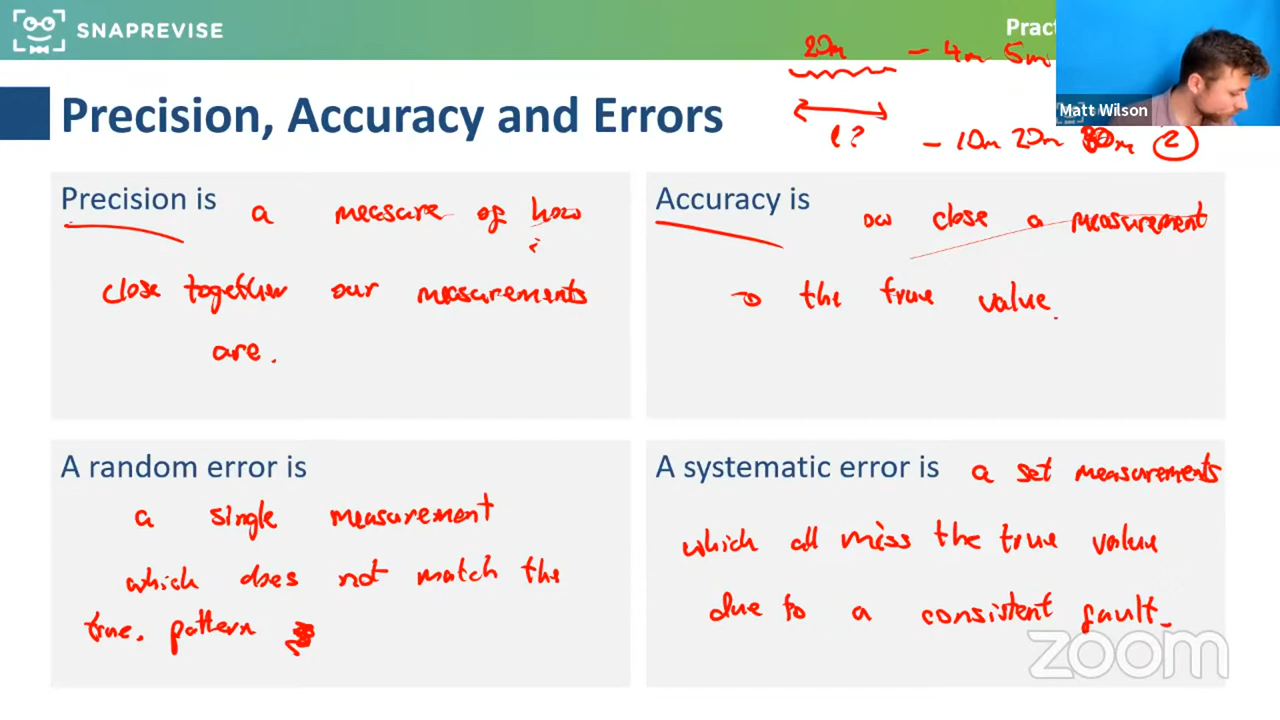 SNAPREVISE
Pract
20m - 4m 5m
Matt Wilson
l? - 10m 20m 30m 2
Precision, Accuracy and Errors
Precision is a measure of how
close together our measurements
are.
Accuracy is ow close a measurement
to the true value.
A random error is
a single measurement
which does not match the
true. pattern
A systematic error is a set measurements
which all miss the true value
due to a consistent fault.
zoom